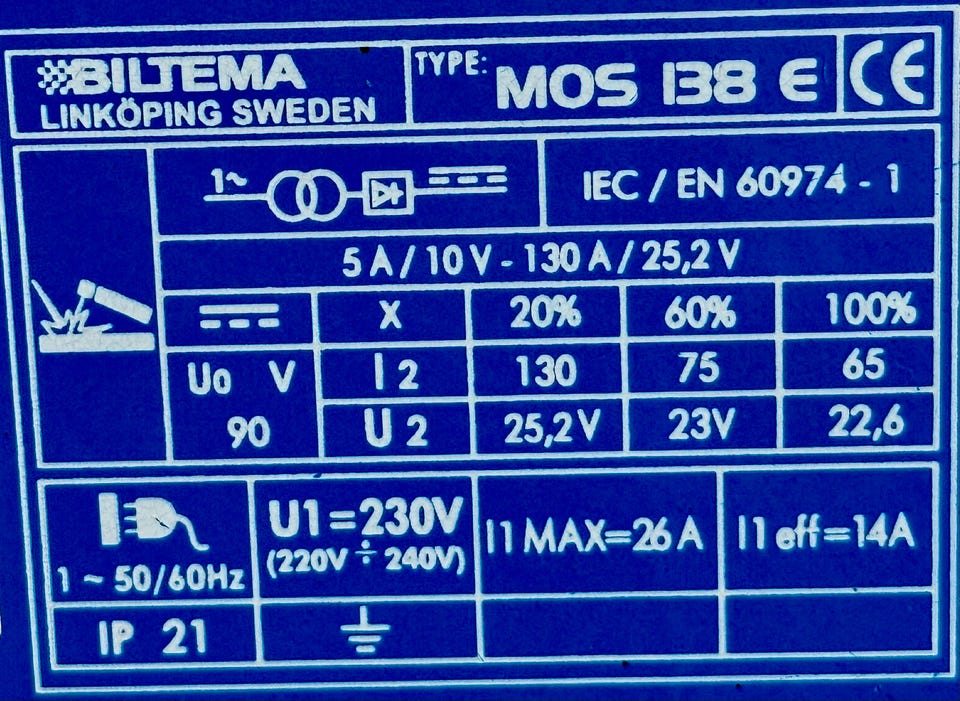 BILTEMA
LINKÖPING SWEDEN
TYPE: MOS 138 E
CE
1~
IEC / EN 60974 - 1
5 A / 10 V - 130 A / 25,2 V
X 20% 60% 100%
U0 V
90
I 2 130 75 65
U 2 25,2 V 23V 22,6
1 ~ 50/60Hz
U1=230V
(220V ÷ 240V)
I1 MAX=26 A
I1 eff=14A
IP 21